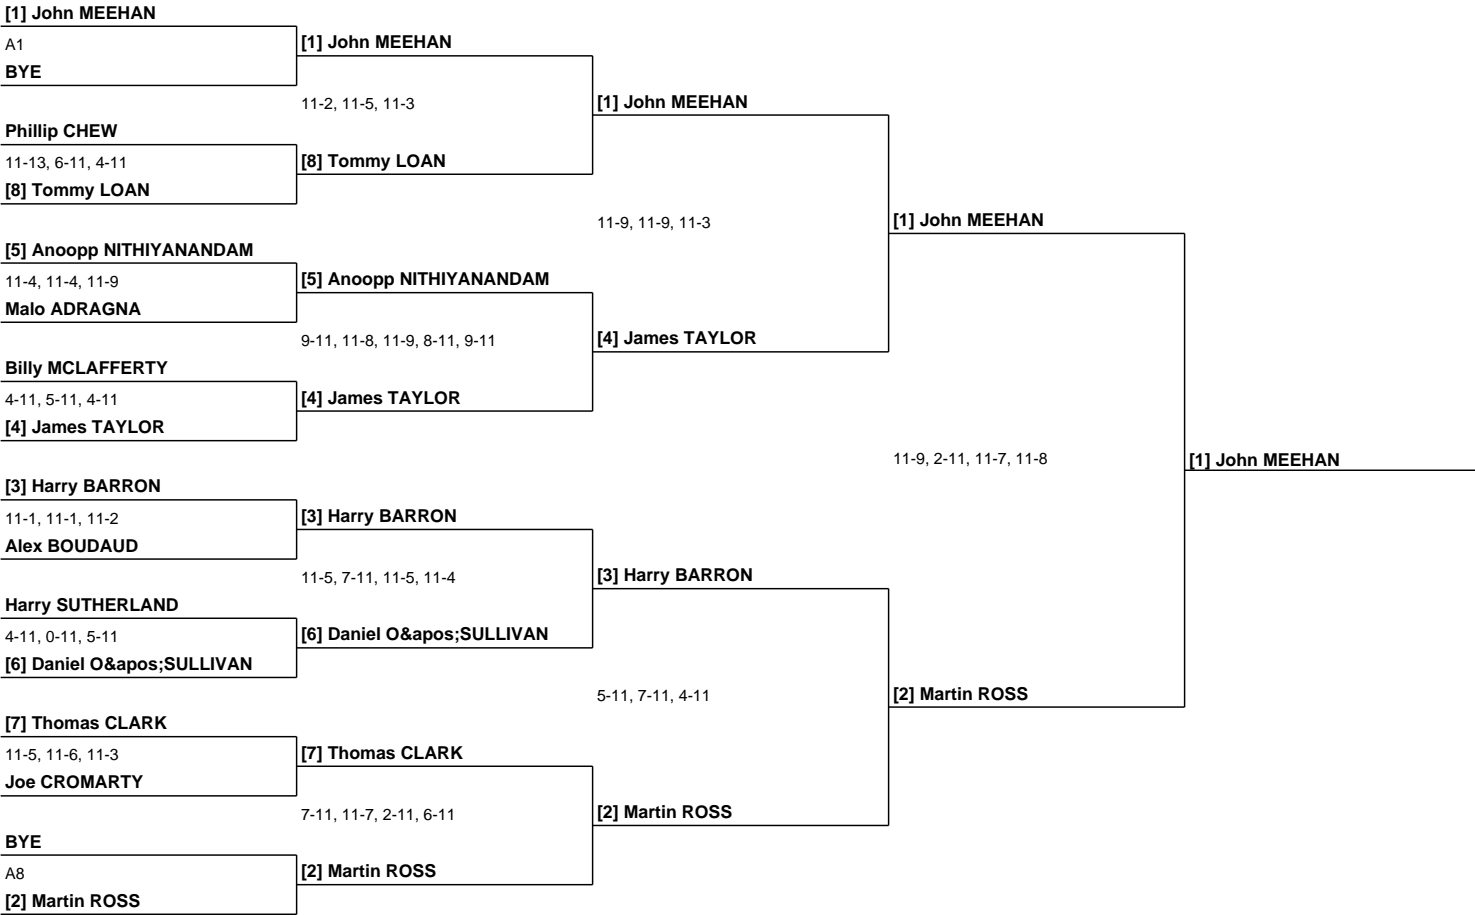 [1] John MEEHAN
A1
BYE
Phillip CHEW
11-13, 6-11, 4-11
[8] Tommy LOAN
[5] Anoopp NITHIYANANDAM
11-4, 11-4, 11-9
Malo ADRAGNA
Billy MCLAFFERTY
4-11, 5-11, 4-11
[4] James TAYLOR
[3] Harry BARRON
11-1, 11-1, 11-2
Alex BOUDAUD
Harry SUTHERLAND
4-11, 0-11, 5-11
[6] Daniel O&apos;SULLIVAN
[7] Thomas CLARK
11-5, 11-6, 11-3
Joe CROMARTY
BYE
A8
[2] Martin ROSS
[1] John MEEHAN
11-2, 11-5, 11-3
[8] Tommy LOAN
[5] Anoopp NITHIYANANDAM
9-11, 11-8, 11-9, 8-11, 9-11
[4] James TAYLOR
[3] Harry BARRON
11-5, 7-11, 11-5, 11-4
[6] Daniel O&apos;SULLIVAN
[7] Thomas CLARK
7-11, 11-7, 2-11, 6-11
[2] Martin ROSS
[1] John MEEHAN
11-9, 11-9, 11-3
[4] James TAYLOR
[3] Harry BARRON
5-11, 7-11, 4-11
[2] Martin ROSS
[1] John MEEHAN
11-9, 2-11, 11-7, 11-8
[2] Martin ROSS
[1] John MEEHAN